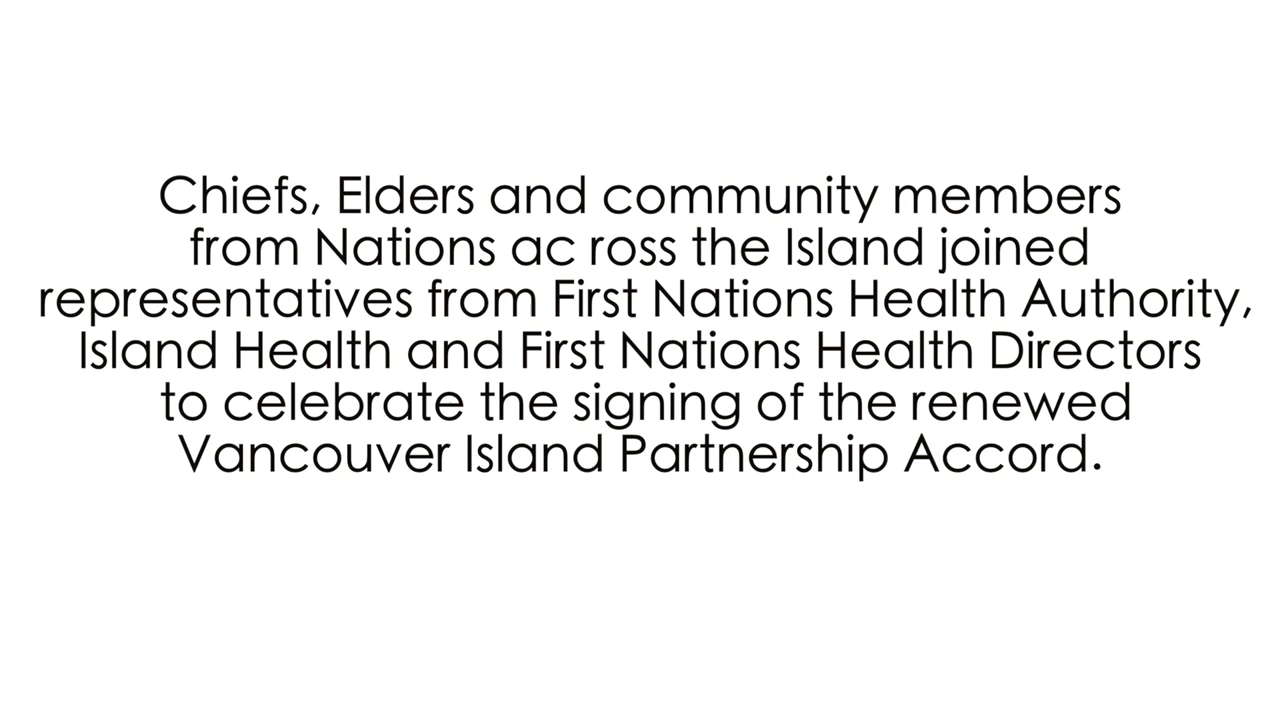 Chiefs, Elders and community members
from Nations ac ross the Island joined
representatives from First Nations Health Authority,
Island Health and First Nations Health Directors
to celebrate the signing of the renewed
Vancouver Island Partnership Accord.